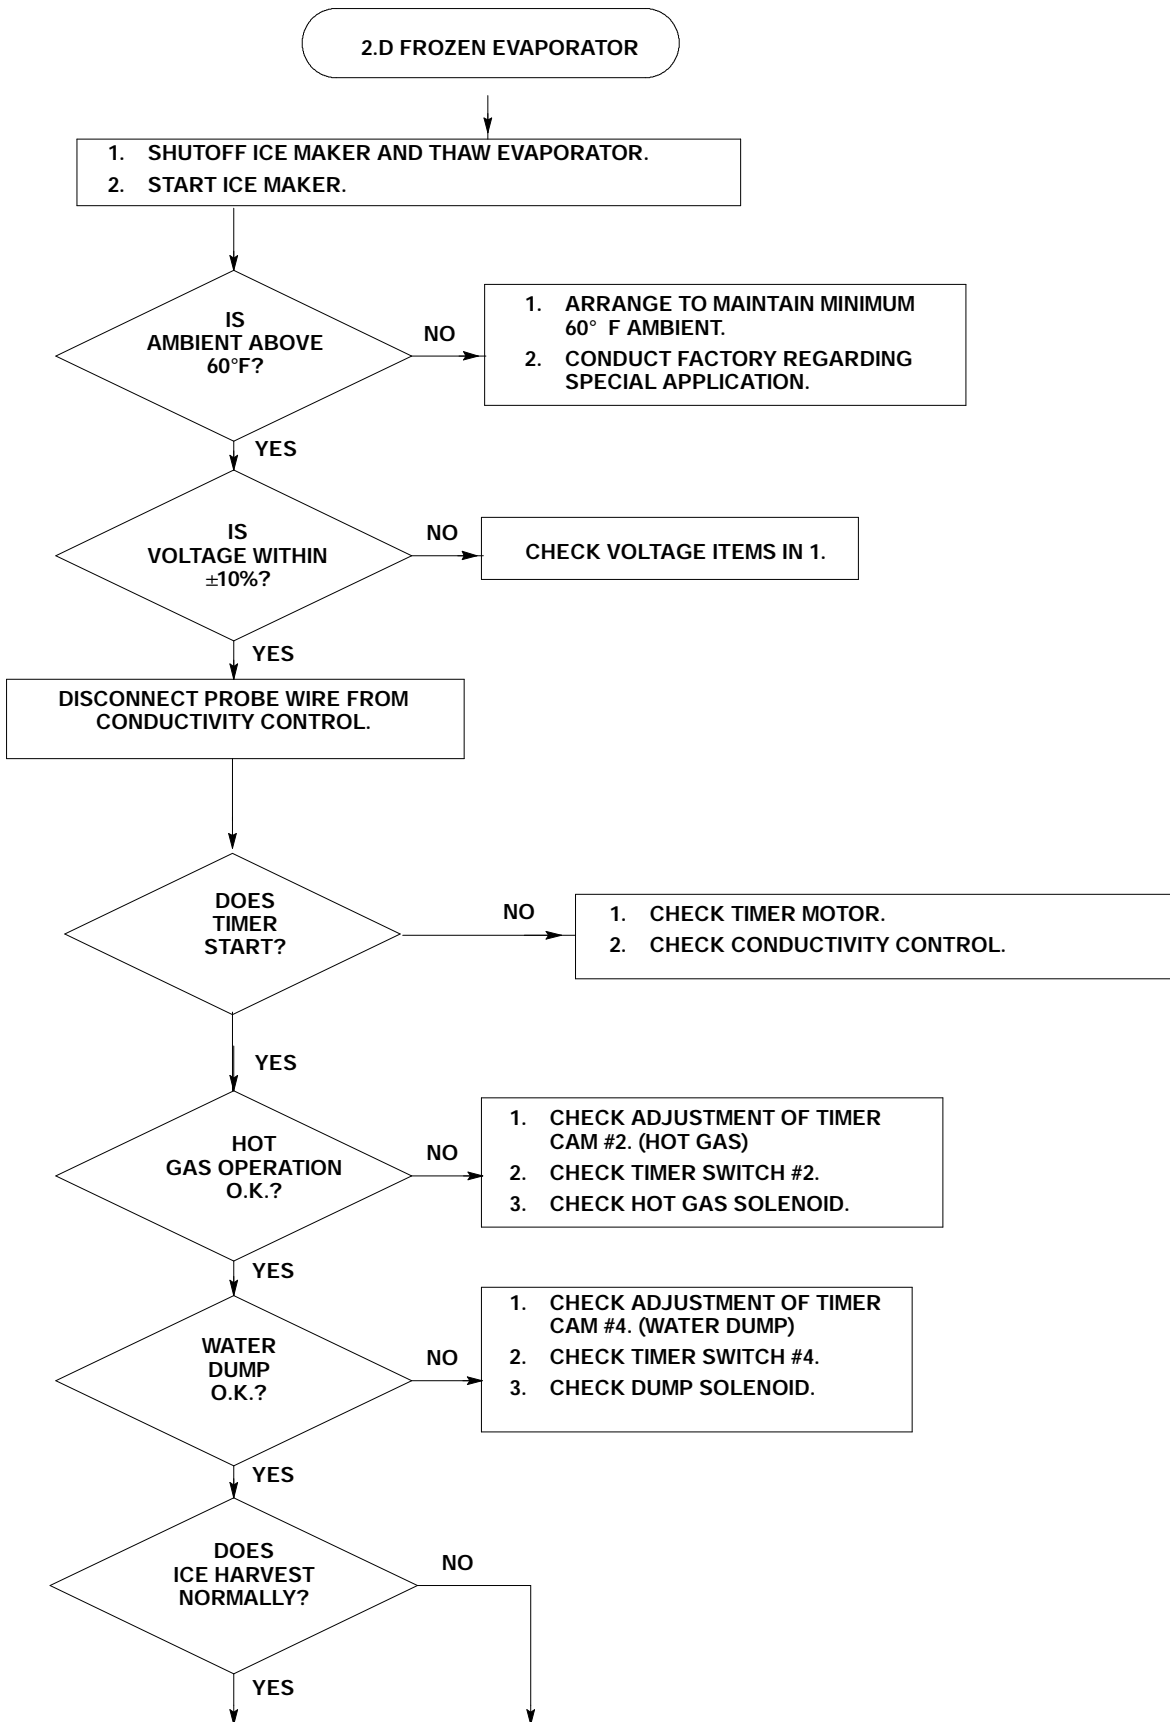 2.D FROZEN EVAPORATOR
1. SHUTOFF ICE MAKER AND THAW EVAPORATOR.
2. START ICE MAKER.
IS
AMBIENT ABOVE
60°F?
NO
1. ARRANGE TO MAINTAIN MINIMUM
60° F AMBIENT.
2. CONDUCT FACTORY REGARDING
SPECIAL APPLICATION.
YES
IS
VOLTAGE WITHIN
±10%?
NO
CHECK VOLTAGE ITEMS IN 1.
YES
DISCONNECT PROBE WIRE FROM
CONDUCTIVITY CONTROL.
DOES
TIMER
START?
NO
1. CHECK TIMER MOTOR.
2. CHECK CONDUCTIVITY CONTROL.
YES
HOT
GAS OPERATION
O.K.?
NO
1. CHECK ADJUSTMENT OF TIMER
CAM #2. (HOT GAS)
2. CHECK TIMER SWITCH #2.
3. CHECK HOT GAS SOLENOID.
YES
WATER
DUMP
O.K.?
NO
1. CHECK ADJUSTMENT OF TIMER
CAM #4. (WATER DUMP)
2. CHECK TIMER SWITCH #4.
3. CHECK DUMP SOLENOID.
YES
DOES
ICE HARVEST
NORMALLY?
NO
YES